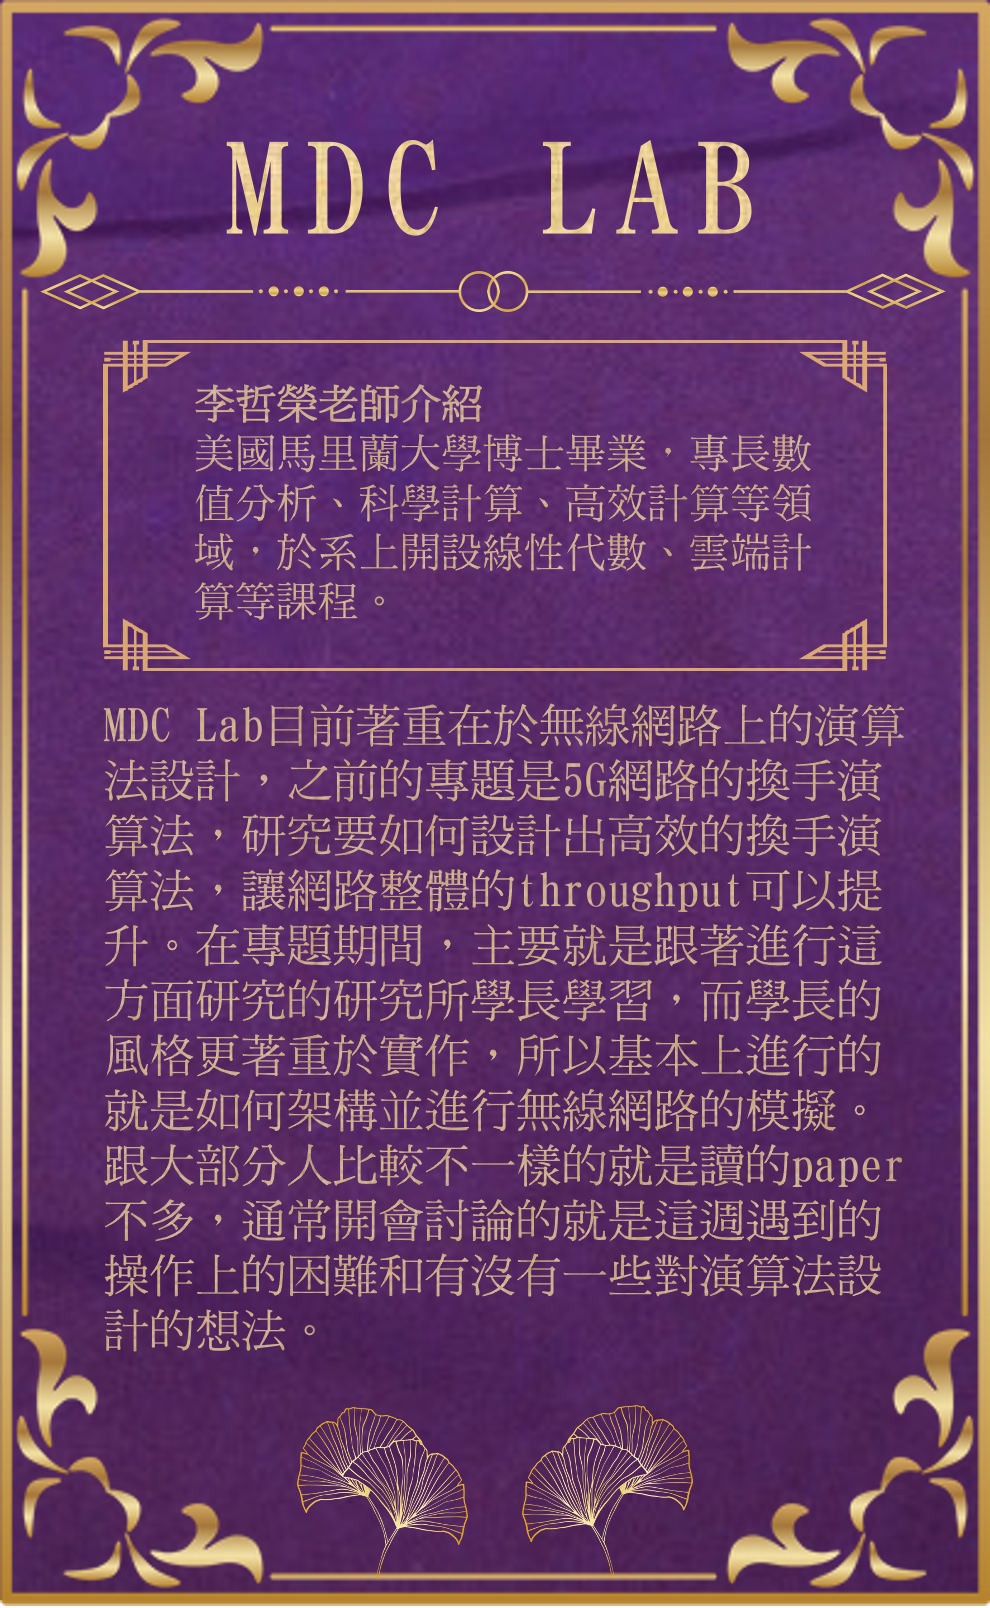 MDC LAB
李哲榮老師介紹
美國馬里蘭大學博士畢業，專長數
值分析、科學計算、高效計算等領
域，於系上開設線性代數、雲端計
算等課程。
MDC Lab目前著重在於無線網路上的演算
法設計，之前的專題是5G網路的換手演
算法，研究要如何設計出高效的換手演
算法，讓網路整體的throughput可以提
升。在專題期間，主要就是跟著進行這
方面研究的研究所學長學習，而學長的
風格更著重於實作，所以基本上進行的
就是如何架構並進行無線網路的模擬。
跟大部分人比較不一樣的就是讀的paper
不多，通常開會討論的就是這週遇到的
操作上的困難和有沒有一些對演算法設
計的想法。